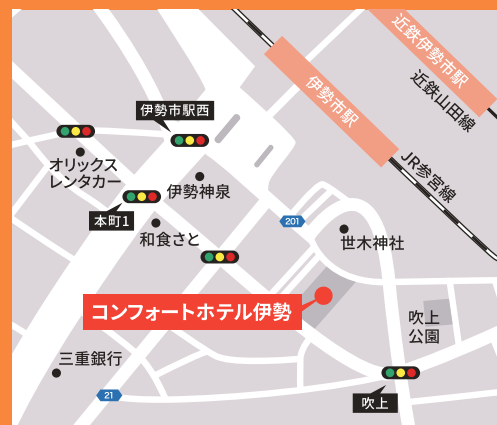 近鉄伊勢市駅
近鉄山田線
伊勢市駅
JR参宮線
伊勢市駅西
オリックス
レンタカー
伊勢神泉
本町1
和食さと
201
世木神社
コンフォートホテル伊勢
吹上
公園
三重銀行
21
吹上